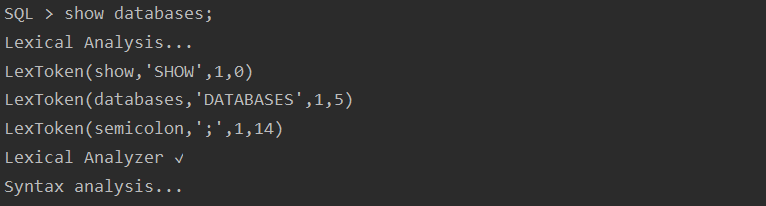 SQL > show databases;
Lexical Analysis...
LexToken(show,'SHOW',1,0)
LexToken(databases,'DATABASES',1,5)
LexToken(semicolon,';',1,14)
Lexical Analyzer ✓
Syntax analysis...